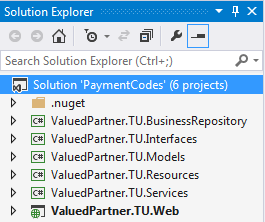 Solution Explorer
Search Solution Explorer (Ctrl+;)
Solution 'PaymentCodes' (6 projects)
.nuget
C# ValuedPartner.TU.BusinessRepository
C# ValuedPartner.TU.Interfaces
C# ValuedPartner.TU.Models
C# ValuedPartner.TU.Resources
C# ValuedPartner.TU.Services
ValuedPartner.TU.Web